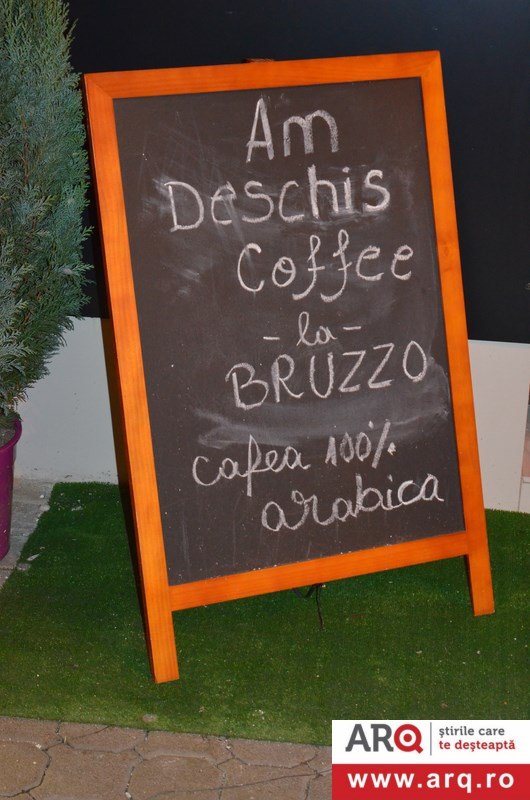 Am
Deschis
Coffee
- la -
BRUZZO
cafea 100%
arabica
ARQ
știrile care
te deșteaptă
www.arq.ro